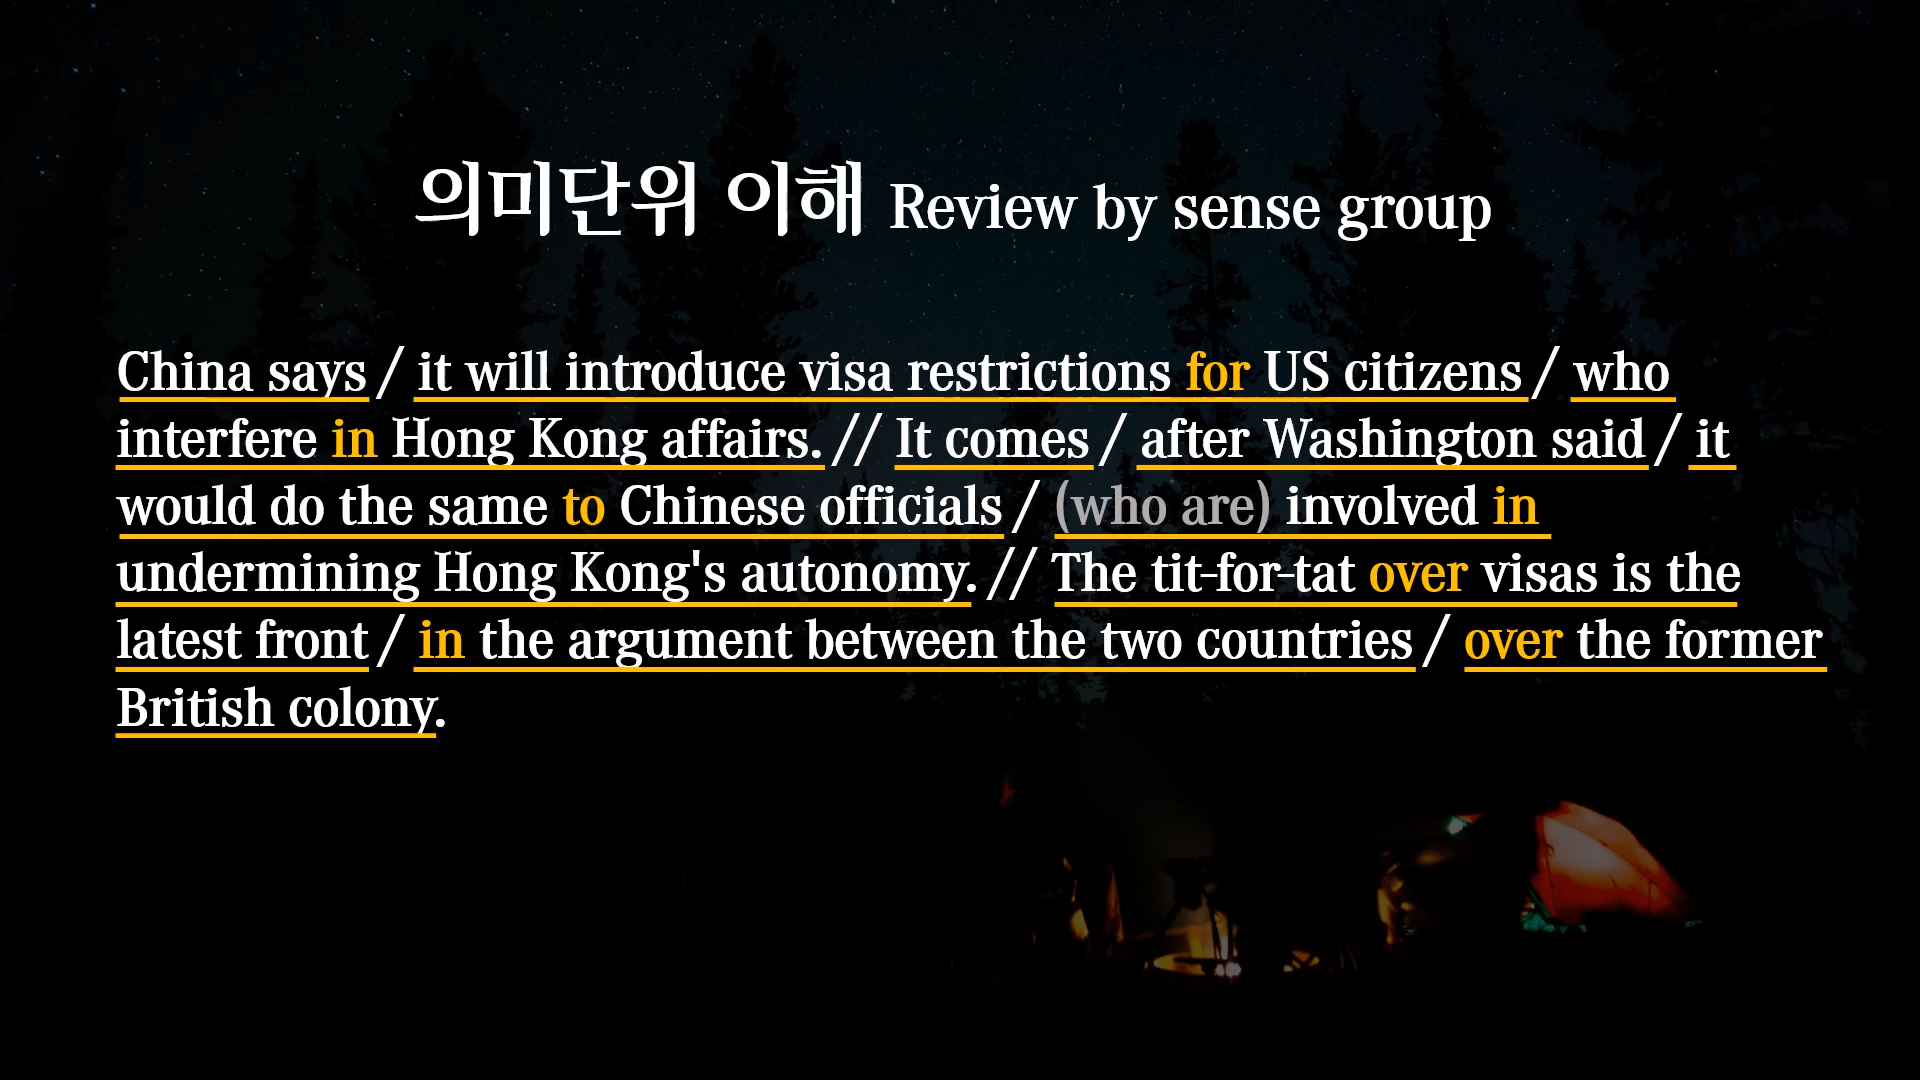 의미단위 이해 Review by sense group
China says / it will introduce visa restrictions for US citizens / who
interfere in Hong Kong affairs. // It comes / after Washington said / it
would do the same to Chinese officials / (who are) involved in
undermining Hong Kong's autonomy. // The tit-for-tat over visas is the
latest front / in the argument between the two countries / over the former
British colony.